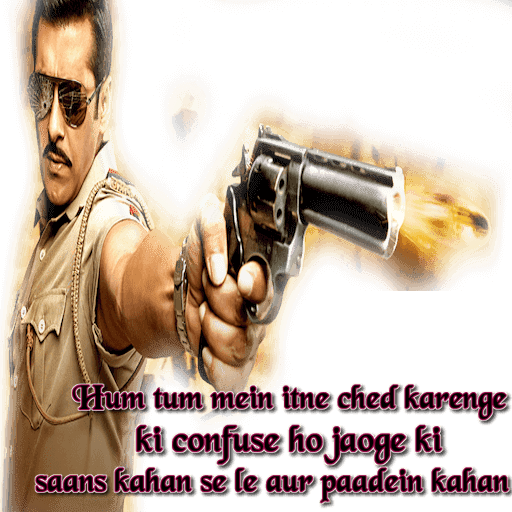 Hum tum mein itne ched karenge
ki confuse ho jaoge ki
saans kahan se le aur paadein kahan